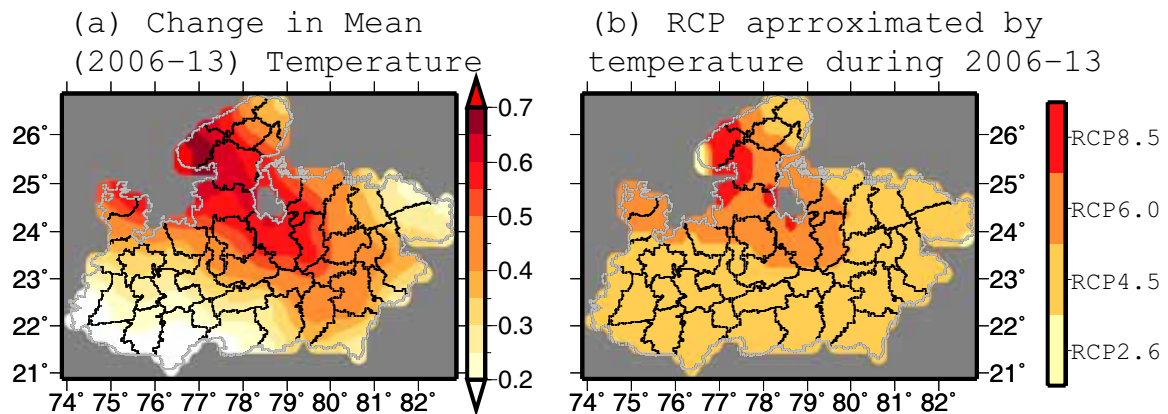 (a) Change in Mean
(2006-13) Temperature
(b) RCP aprroximated by
temperature during 2006-13
26°
25°
24°
23°
22°
21°
74° 75° 76° 77° 78° 79° 80° 81° 82°
0.7
0.6
0.5
0.4
0.3
0.2
26°
25°
24°
23°
22°
21°
74° 75° 76° 77° 78° 79° 80° 81° 82°
RCP8.5
RCP6.0
RCP4.5
RCP2.6